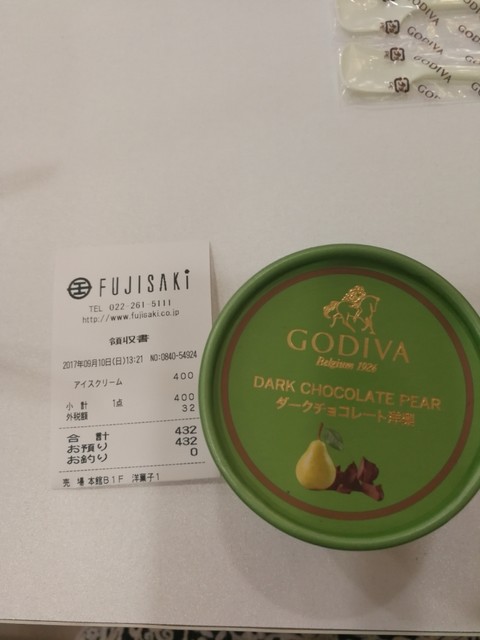 GODIVA
GODIVA
GODIVA
FUJISAKI
TEL 022-261-5111
http://www.fujisaki.co.jp
領収書
2017年09月10日(日)13:21 NO:0840-54924
アイスクリーム 400
小 計 1点 400
外税額 32
合 計 432
お預り 432
お釣り 0
売 場 本館B1F 洋菓子1
GODIVA
Belgium 1926
DARK CHOCOLATE PEAR
ダークチョコレート洋梨